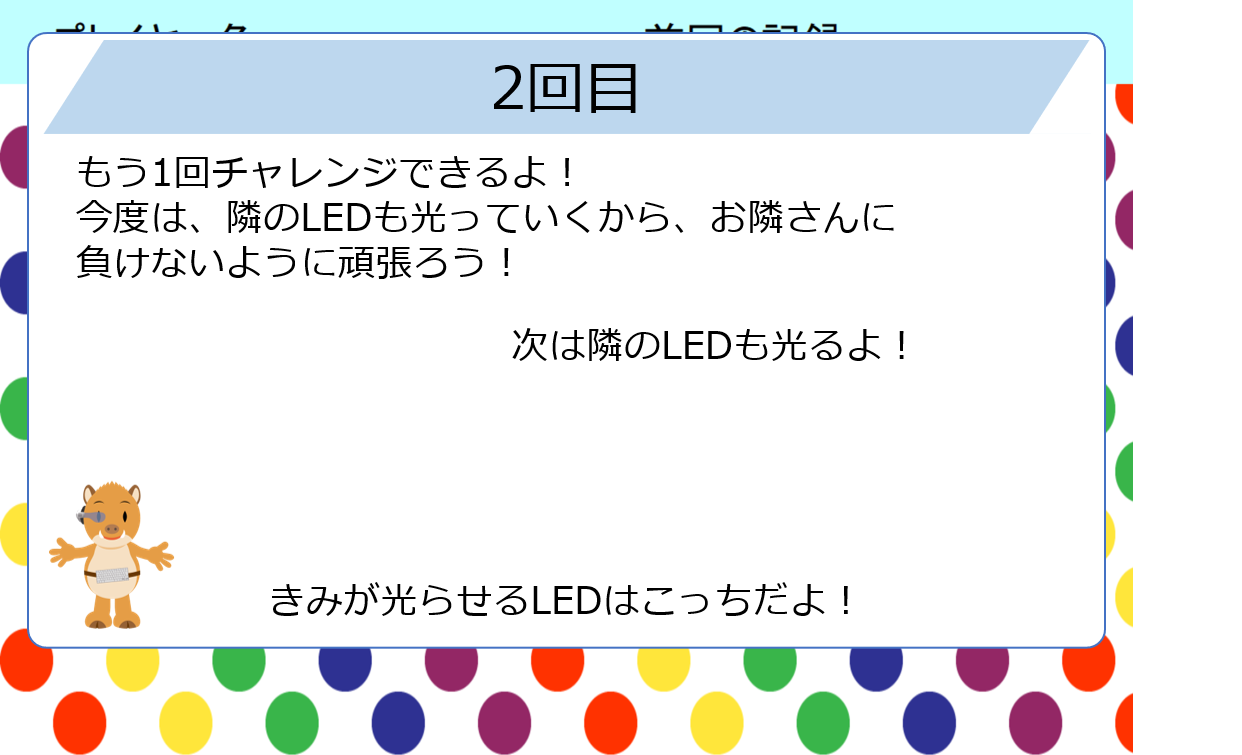 2回目
もう1回チャレンジできるよ！
今度は、隣のLEDも光っていくから、お隣さんに
負けないように頑張ろう！
次は隣のLEDも光るよ！
きみが光らせるLEDはこっちだよ！